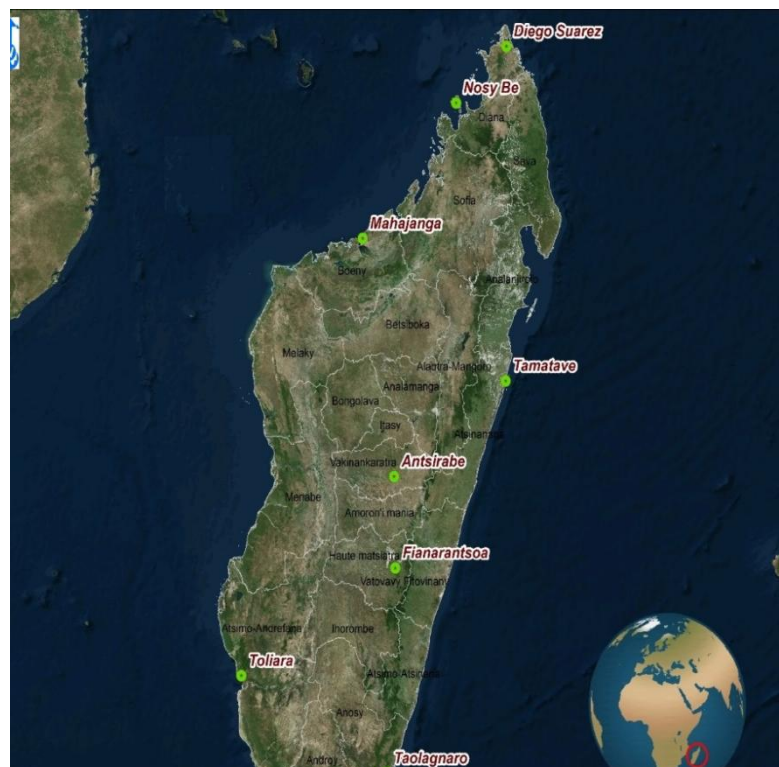 Diego Suarez
Nosy Be
Diana
Sava
Sofia
Mahajanga
Boeny
Analanjirofo
Betsiboka
Melaky
Alaotra-Mangoro
Tamatave
Analamanga
Bongolava
Itasy
Atsinanana
Vakinankaratra
Antsirabe
Menabe
Amoron'i mania
Haute matsiatra
Fianarantsoa
Vatovavy Fitovinany
Atsimo-Andrefana
Ihorombe
Toliara
Atsimo-Atsinana
Anosy
Androy
Taolagnaro